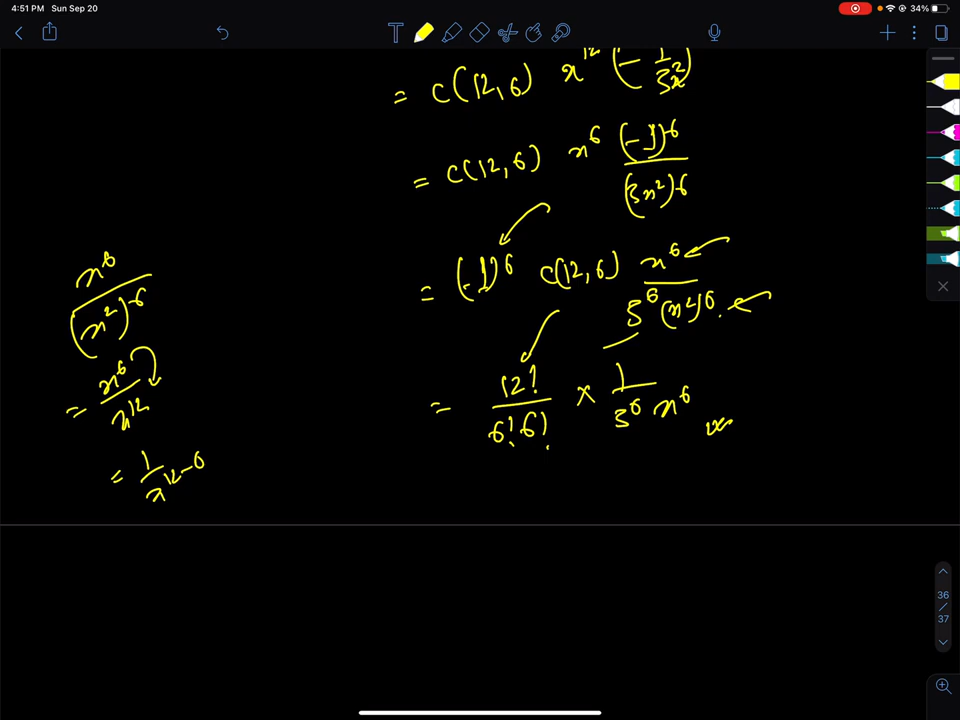 4:51 PM Sun Sep 20
34%
T
= C(12,6) x^12 (- 1/3x^2)
= C(12,6) x^6 (-1)^6 / (3x^2)^6
= (-1)^6 C(12,6) x^6 / 3^6 (x^2)^6.
= 12! / 6! 6! × 1 / 3^6 x^6
x^6 / (x^2)^6
= x^6 / x^12
= 1 / x^12-6
36
/
37